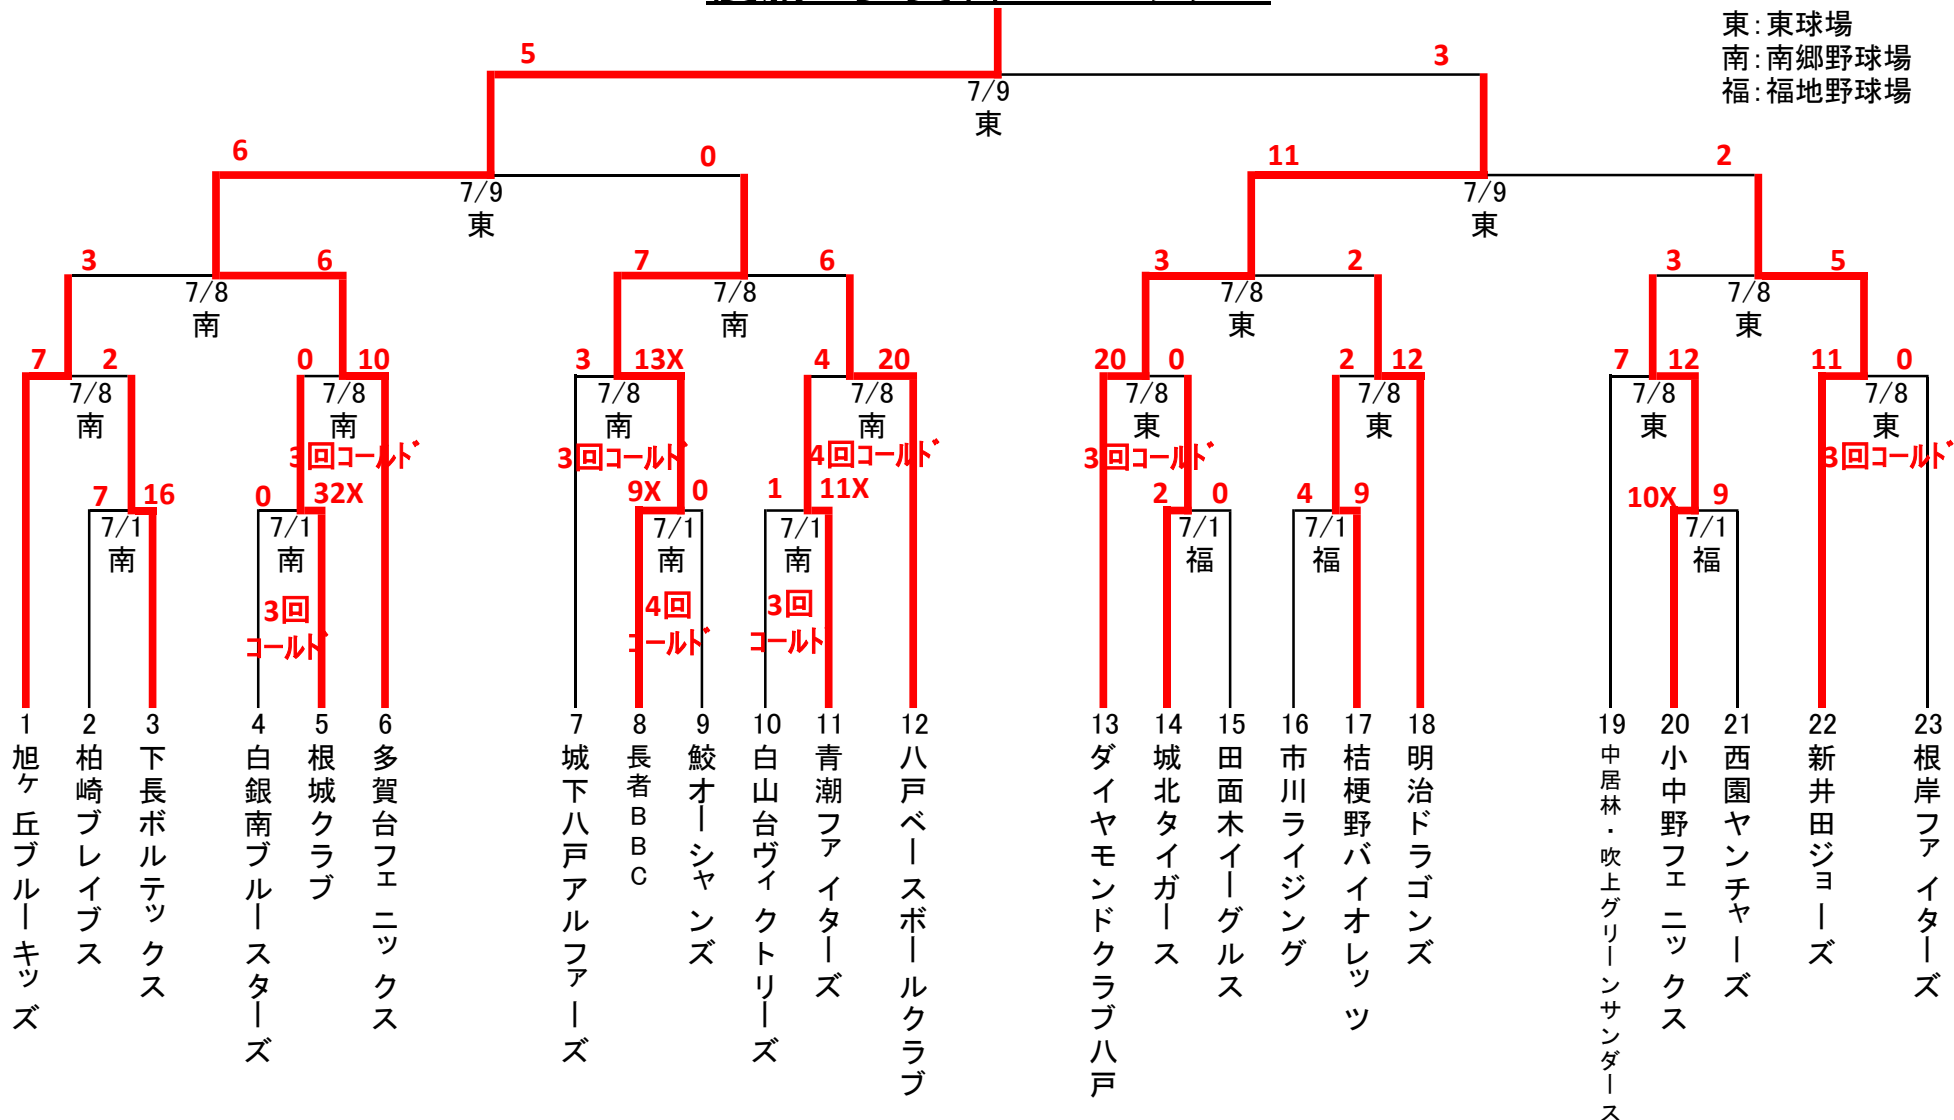 東：東球場
南：南郷野球場
福：福地野球場
5
3
7/9
東
6
0
11
2
7/9
東
7/9
東
3
6
7
6
3
2
3
5
7/8
南
7/8
南
7/8
東
7/8
東
7
2
0
10
3
13X
4
20
20
0
2
12
7
12
11
0
7/8
南
7/8
南
7/8
南
7/8
南
7/8
東
7/8
東
7/8
東
7/8
東
3回コールド
3回コールド
4回コールド
3回コールド
3回コールド
7
16
0
32X
9X
0
1
11X
2
0
4
9
10X
9
7/1
南
7/1
南
7/1
南
7/1
南
7/1
福
7/1
福
7/1
福
3回
コールド
4回
コールド
3回
コールド
1
旭ヶ丘ブルーキッズ
2
柏崎ブレイブス
3
下長ボルテックス
4
白銀南ブルースターズ
5
根城クラブ
6
多賀台フェニックス
7
城下八戸アルファーズ
8
長者BBC
9
鮫オーシャンズ
10
白山台ヴィクトリーズ
11
青潮ファイターズ
12
八戸ベースボールクラブ
13
ダイヤモンドクラブ八戸
14
城北タイガース
15
田面木イーグルス
16
市川ライジング
17
桔梗野バイオレッツ
18
明治ドラゴンズ
19
中居林・吹上グリーンサンダース
20
小中野フェニックス
21
西園ヤンチャーズ
22
新井田ジョーズ
23
根岸ファイターズ